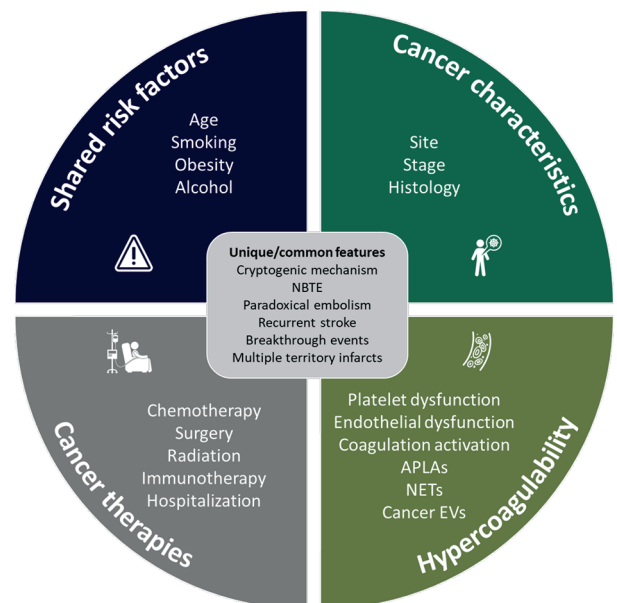 Shared risk factors
Age
Smoking
Obesity
Alcohol
Cancer characteristics
Site
Stage
Histology
Unique/common features
Cryptogenic mechanism
NBTE
Paradoxical embolism
Recurrent stroke
Breakthrough events
Multiple territory infarcts
Cancer therapies
Chemotherapy
Surgery
Radiation
Immunotherapy
Hospitalization
Hypercoagulability
Platelet dysfunction
Endothelial dysfunction
Coagulation activation
APLAs
NETs
Cancer EVs